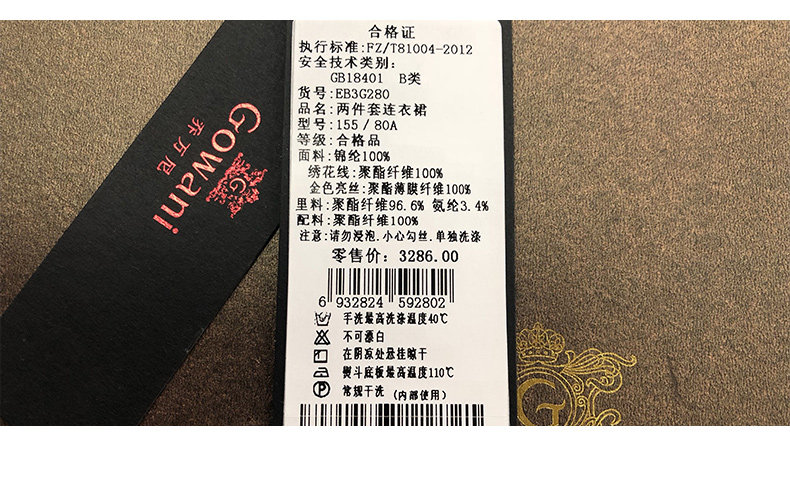 Gowani
乔万尼
G
合格证
执行标准:FZ/T81004-2012
安全技术类别:
GB18401 B类
货号:EB3G280
品名:两件套连衣裙
型号:155/80A
等级:合格品
面料:锦纶100%
绣花线:聚酯纤维100%
金色亮丝:聚酯薄膜纤维100%
里料:聚酯纤维96.6% 氨纶3.4%
配料:聚酯纤维100%
注意:请勿浸泡.小心勾丝.单独洗涤
零售价: 3286.00
6 932824 592802
手洗最高洗涤温度40℃
不可漂白
在阴凉处悬挂晾干
熨斗底板最高温度110℃
P 常规干洗 (内部使用)
G